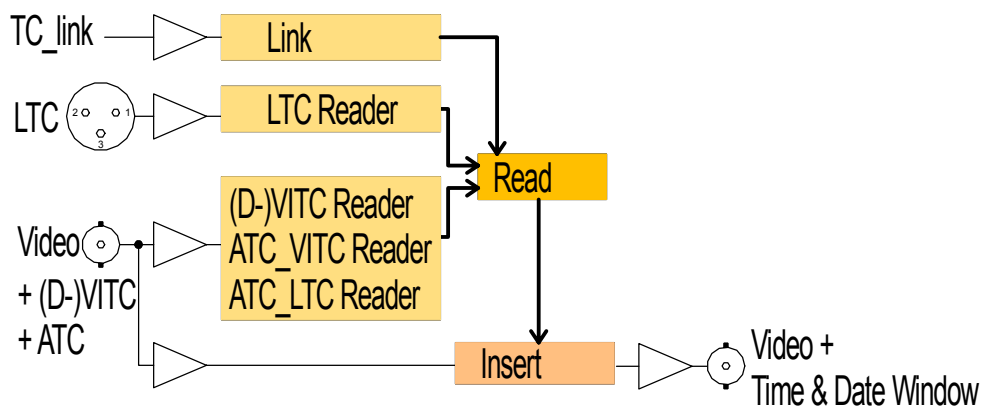 TC_link
Link
LTC
2
1
3
LTC Reader
Read
(D-)VITC Reader
ATC_VITC Reader
ATC_LTC Reader
Video
+ (D-)VITC
+ ATC
Insert
Video +
Time & Date Window